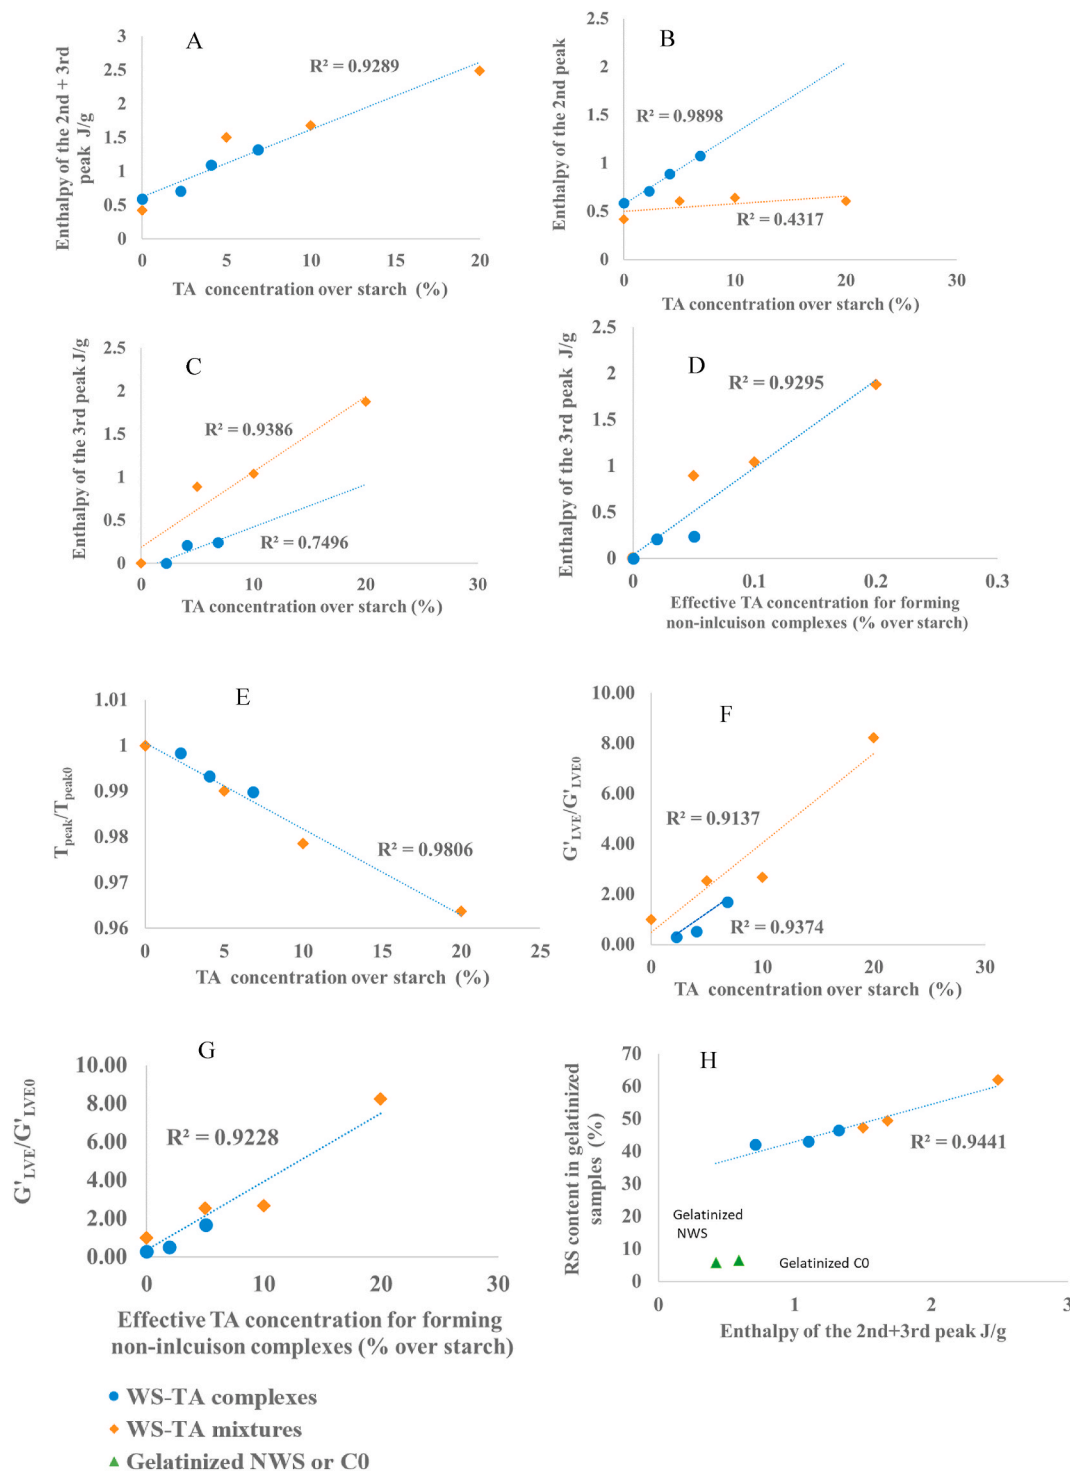 A
Enthalpy of the 2nd + 3rd
peak J/g
3
2.5
2
1.5
1
0.5
0
R² = 0.9289
0 5 10 15 20
TA concentration over starch (%)
B
Enthalpy of the 2nd peak
2.5
2
1.5
1
0.5
0
R² = 0.9898
R² = 0.4317
0 10 20 30
TA concentration over starch (%)
C
Enthalpy of the 3rd peak J/g
2.5
2
1.5
1
0.5
0
R² = 0.9386
R² = 0.7496
0 10 20 30
TA concentration over starch (%)
D
Enthalpy of the 3rd peak J/g
2.5
2
1.5
1
0.5
0
R² = 0.9295
0 0.1 0.2 0.3
Effective TA concentration for forming
non-inlcuison complexes (% over starch)
E
Tpeak/Tpeak0
1.01
1
0.99
0.98
0.97
0.96
R² = 0.9806
0 5 10 15 20 25
TA concentration over starch (%)
F
G'LVE/G'LVE0
10.00
8.00
6.00
4.00
2.00
0.00
R² = 0.9137
R² = 0.9374
0 10 20 30
TA concentration over starch (%)
G
G'LVE/G'LVE0
10.00
8.00
6.00
4.00
2.00
0.00
R² = 0.9228
0 10 20 30
Effective TA concentration for forming
non-inlcuison complexes (% over starch)
H
RS content in gelatinized
samples (%)
70
60
50
40
30
20
10
0
R² = 0.9441
Gelatinized
NWS
Gelatinized C0
0 1 2 3
Enthalpy of the 2nd+3rd peak J/g
WS-TA complexes
WS-TA mixtures
Gelatinized NWS or C0